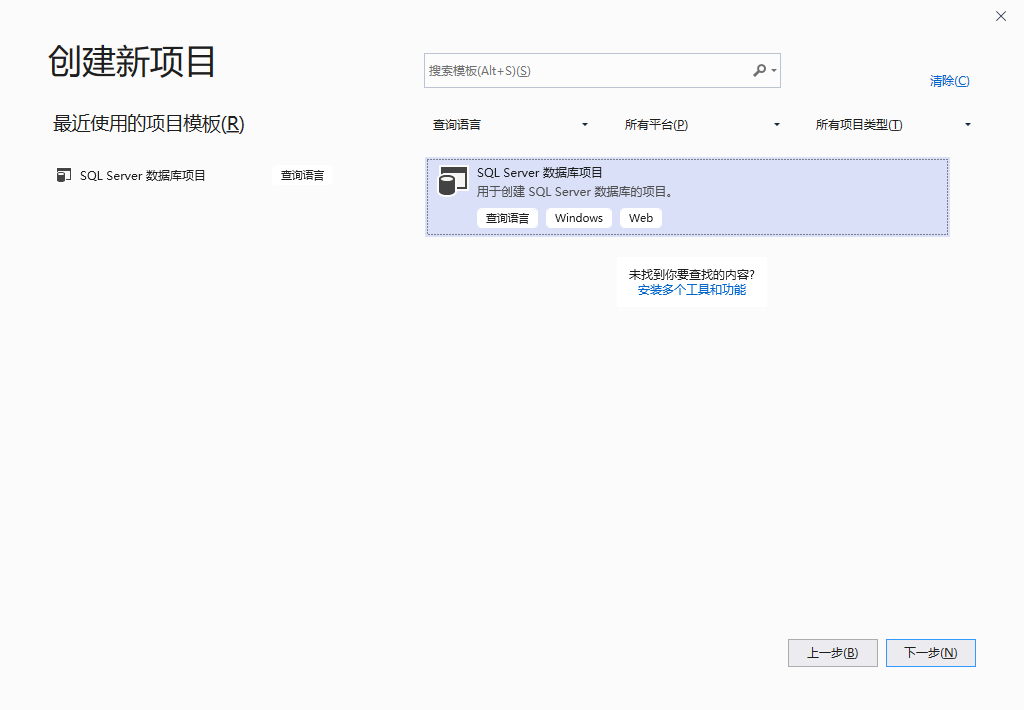 创建新项目
搜索模板(Alt+S)(S)
清除(C)
最近使用的项目模板(R)
查询语言
所有平台(P)
所有项目类型(T)
SQL Server 数据库项目
查询语言
SQL Server 数据库项目
用于创建 SQL Server 数据库的项目。
查询语言
Windows
Web
未找到你要查找的内容?
安装多个工具和功能
上一步(B)
下一步(N)